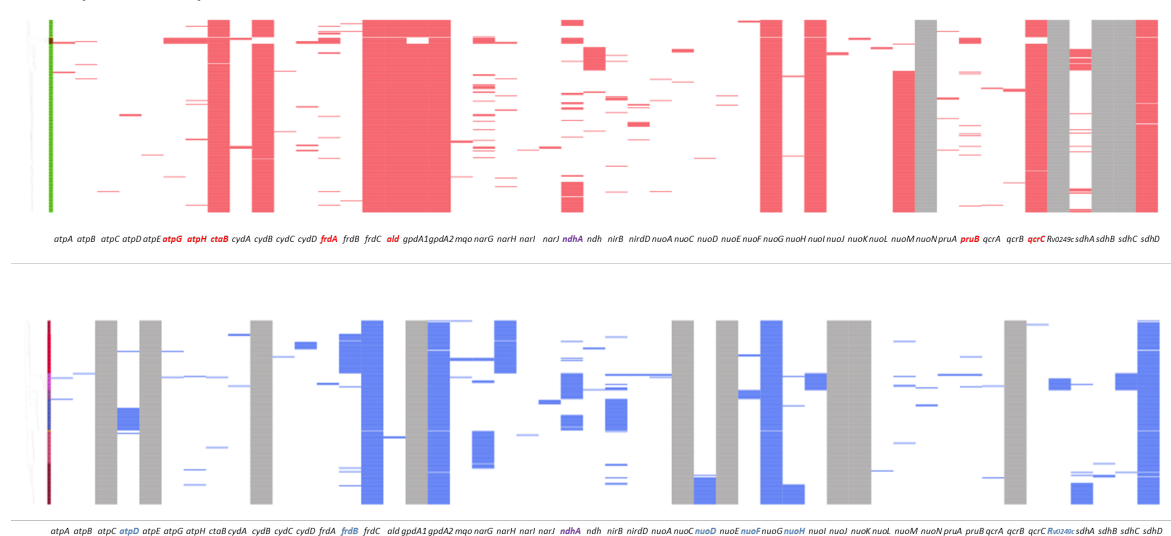 atpA atpB atpC atpD atpE atpG atpH ctaB cydA cydB cydC cydD frdA frdB frdC ald gpdA1 gpdA2 mqo narG narH narI narJ ndhA ndh nirB nirD nuoA nuoC nuoD nuoE nuoF nuoG nuoH nuoI nuoJ nuoK nuoL nuoM nuoN pruA pruB qcrA qcrB qcrC Rv0249c sdhA sdhB sdhC sdhD
atpA atpB atpC atpD atpE atpG atpH ctaB cydA cydB cydC cydD frdA frdB frdC ald gpdA1 gpdA2 mqo narG narH narI narJ ndhA ndh nirB nirdD nuoA nuoC nuoD nuoE nuoF nuoG nuoH nuoI nuoJ nuoK nuoL nuoM nuoN pruA pruB qcrA qcrB qcrC Rv0249c sdhA sdhB sdhC sdhD